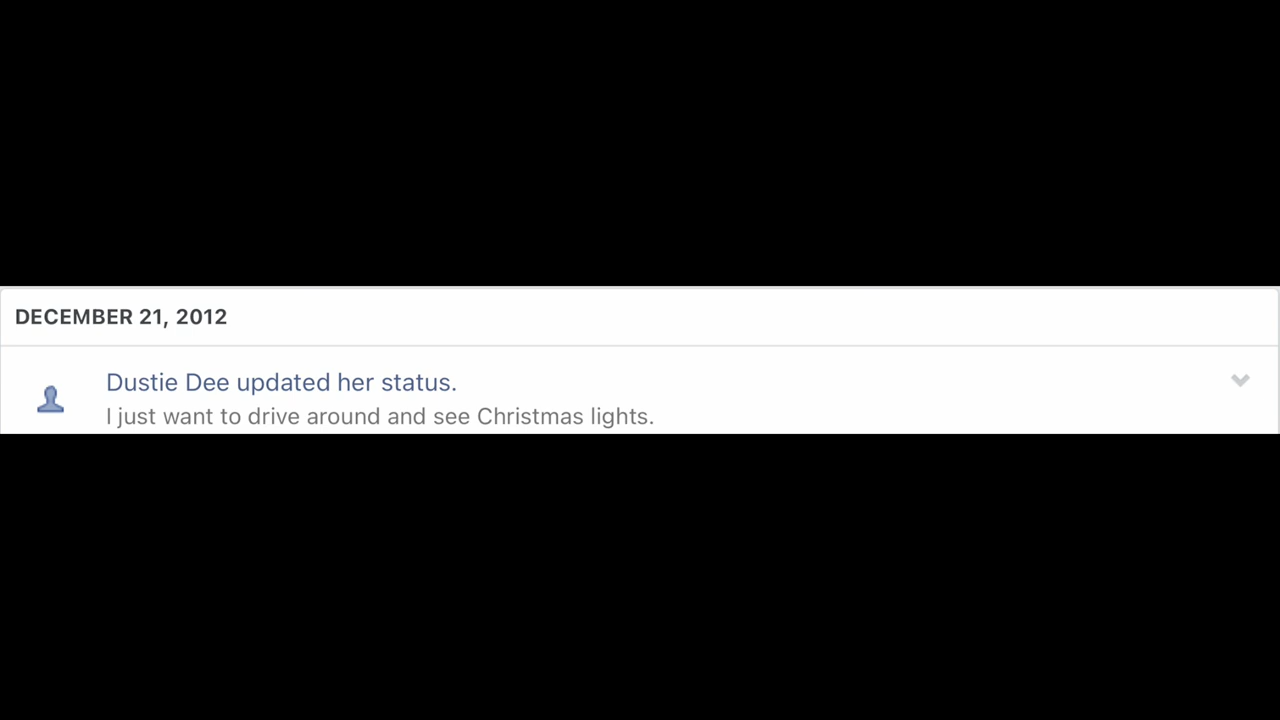 DECEMBER 21, 2012
Dustie Dee updated her status.
I just want to drive around and see Christmas lights.